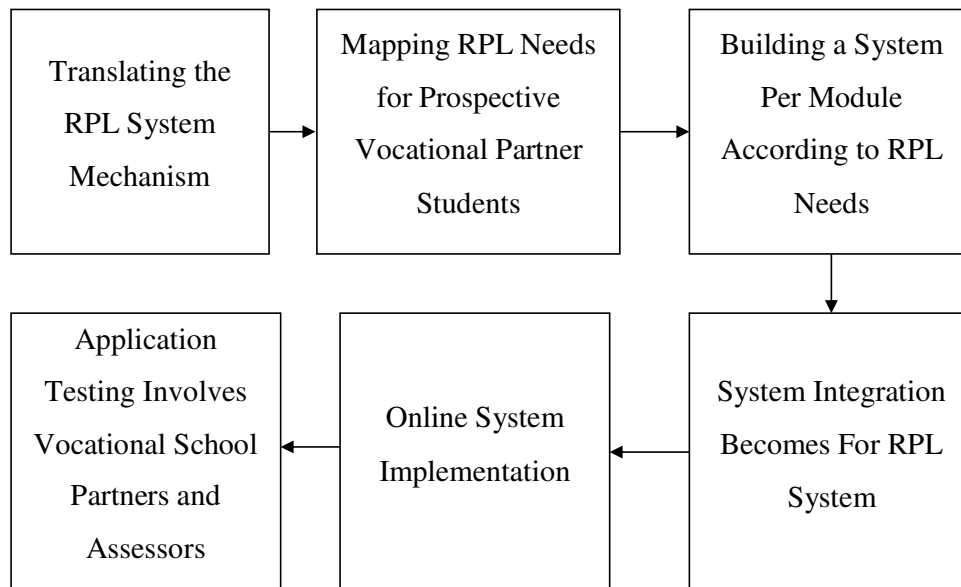 Translating the
RPL System
Mechanism
Mapping RPL Needs
for Prospective
Vocational Partner
Students
Building a System
Per Module
According to RPL
Needs
System Integration
Becomes For RPL
System
Online System
Implementation
Application
Testing Involves
Vocational School
Partners and
Assessors